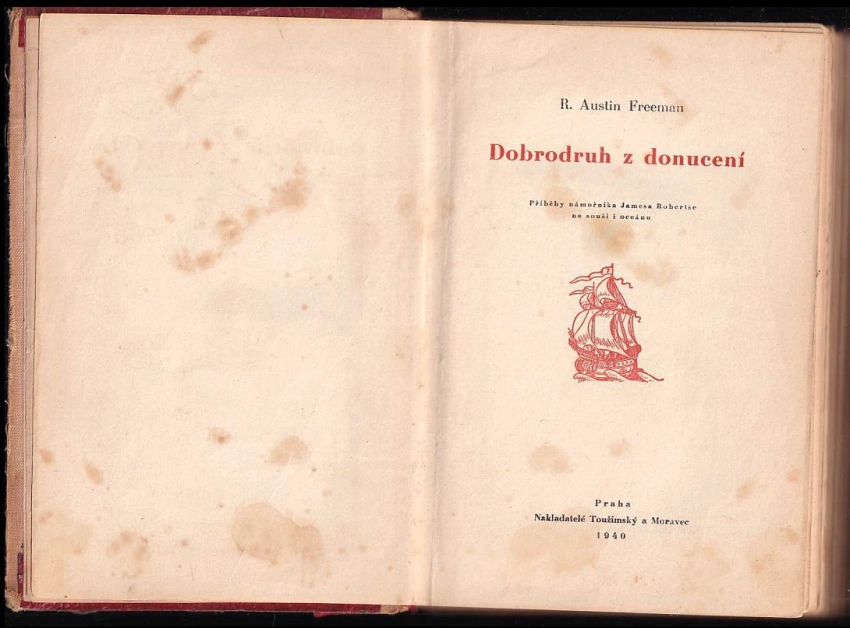 R. Austin Freeman
Dobrodruh z donucení
Příběhy námořníka Jamesa Robertse
na souši i oceánu
Praha
Nakladatelé Toužimský a Moravec
1940